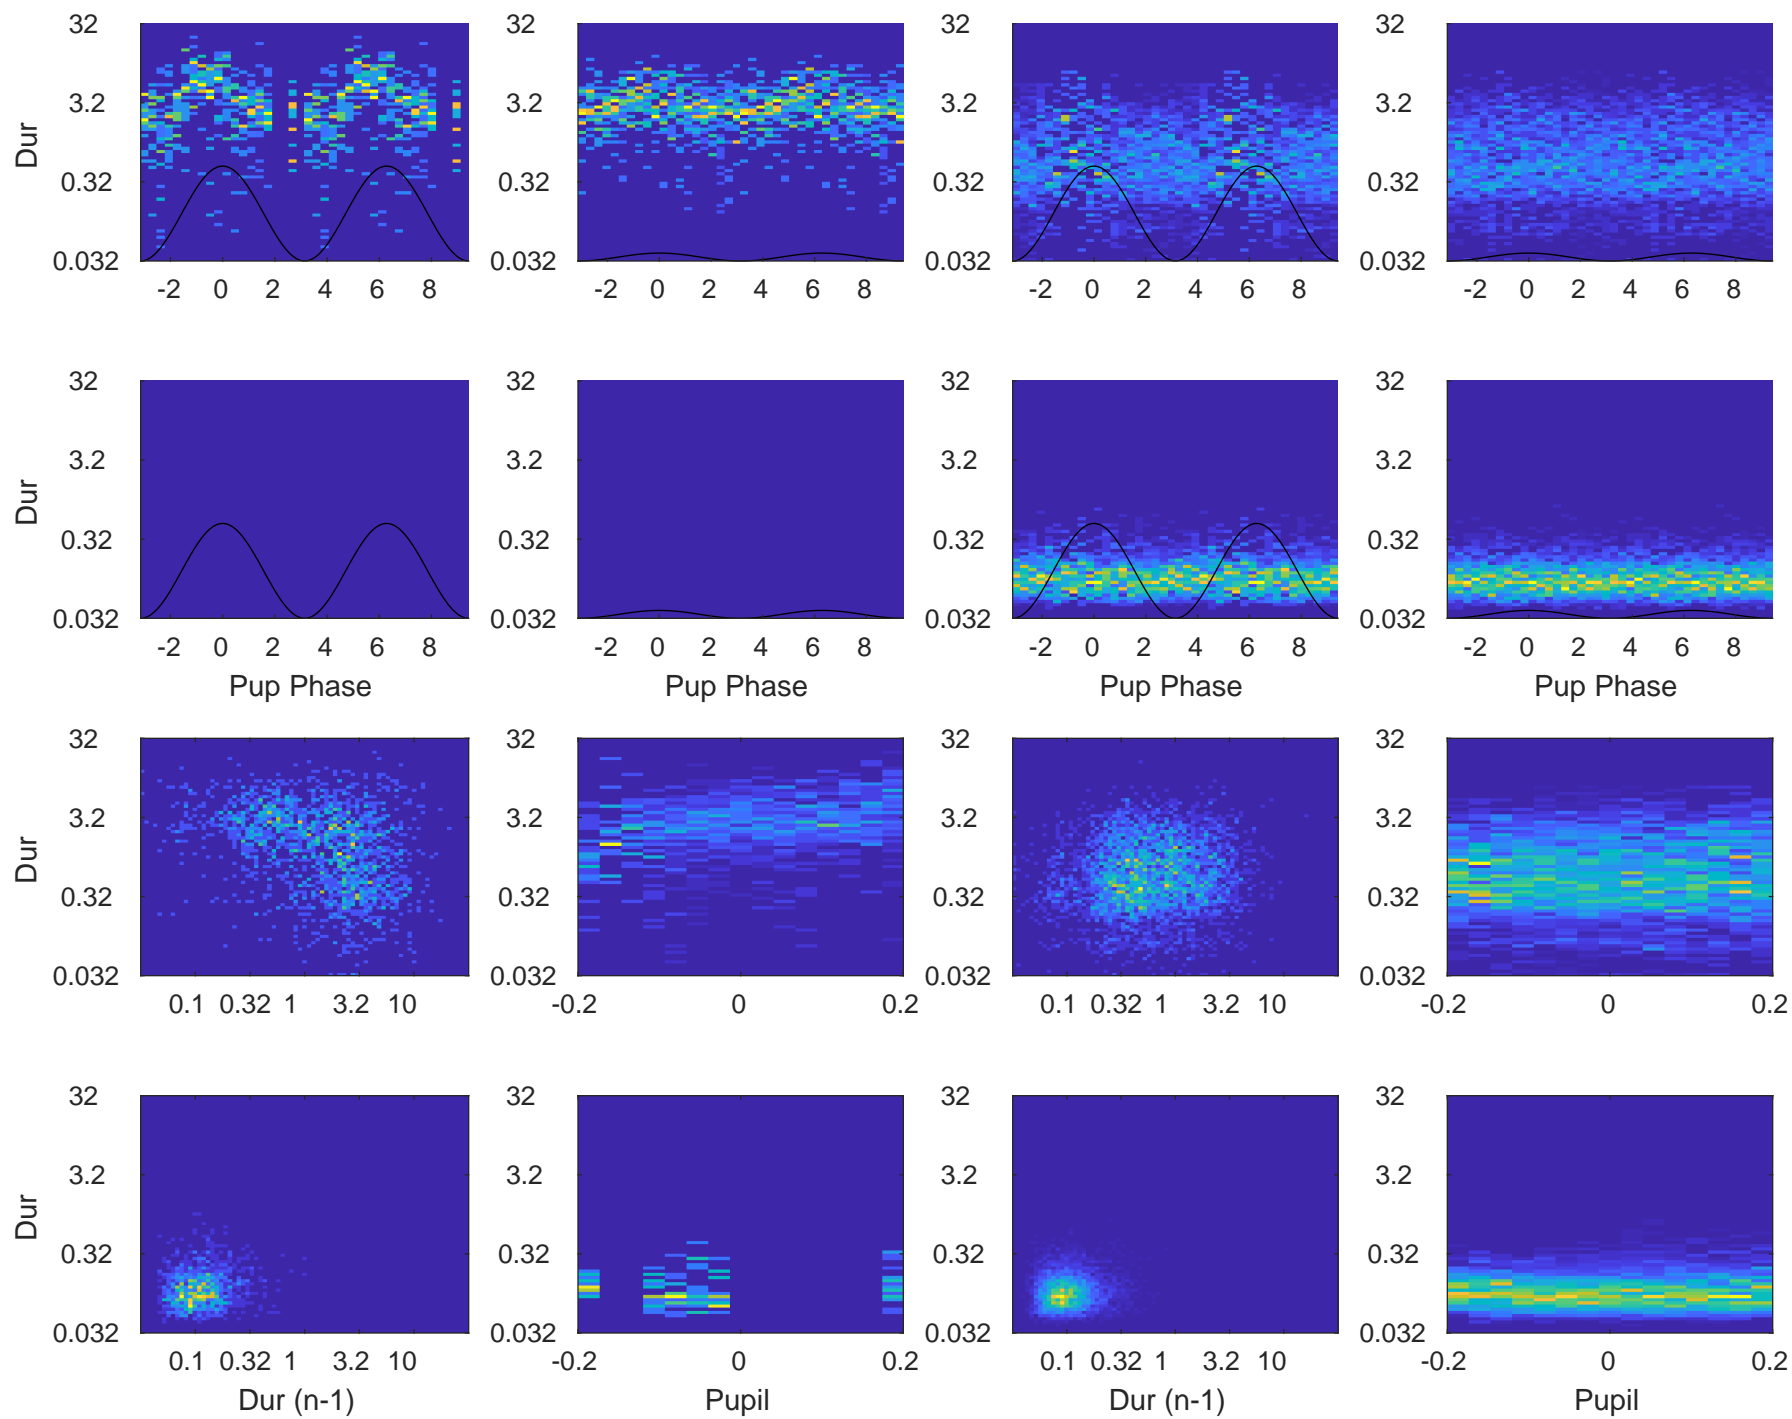 32 32 32 32
3.2 3.2 3.2 3.2
Dur
0.32 0.32 0.32 0.32
0.032 0.032 0.032 0.032
-2 0 2 4 6 8 -2 0 2 4 6 8 -2 0 2 4 6 8 -2 0 2 4 6 8
32 32 32 32
3.2 3.2 3.2 3.2
Dur
0.32 0.32 0.32 0.32
0.032 0.032 0.032 0.032
-2 0 2 4 6 8 -2 0 2 4 6 8 -2 0 2 4 6 8 -2 0 2 4 6 8
Pup Phase Pup Phase Pup Phase Pup Phase
32 32 32 32
3.2 3.2 3.2 3.2
Dur
0.32 0.32 0.32 0.32
0.032 0.032 0.032 0.032
0.1 0.32 1 3.2 10 -0.2 0 0.2 0.1 0.32 1 3.2 10 -0.2 0 0.2
32 32 32 32
3.2 3.2 3.2 3.2
Dur
0.32 0.32 0.32 0.32
0.032 0.032 0.032 0.032
0.1 0.32 1 3.2 10 -0.2 0 0.2 0.1 0.32 1 3.2 10 -0.2 0 0.2
Dur (n-1) Pupil Dur (n-1) Pupil